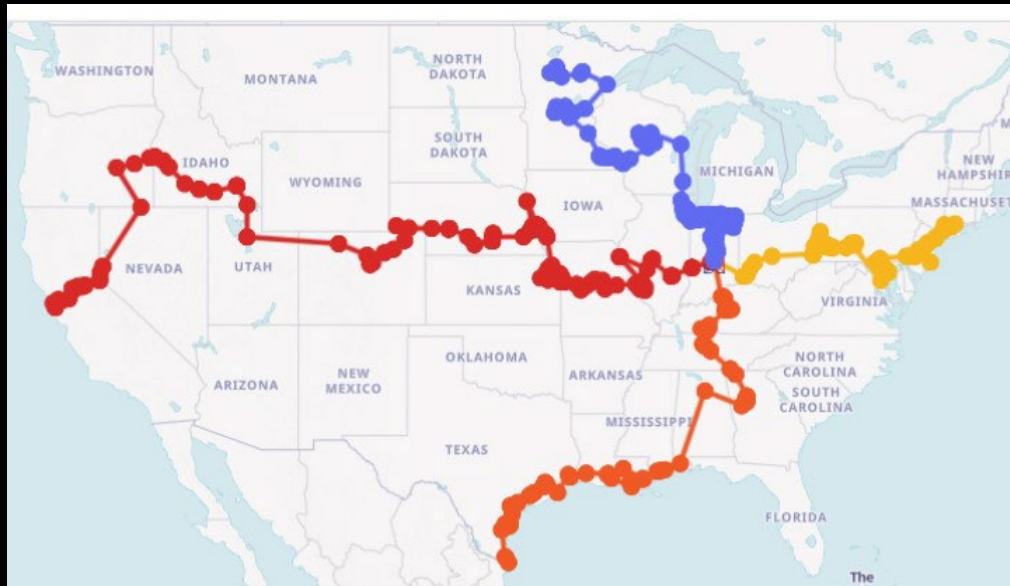 WASHINGTON
MONTANA
NORTH
DAKOTA
M
IDAHO
SOUTH
DAKOTA
WYOMING
MICHIGAN
NEW
HAMPSHIR
MASSACHUSET
IOWA
NEVADA
UTAH
KANSAS
VIRGINIA
OKLAHOMA
NORTH
CAROLINA
ARIZONA
NEW
MEXICO
ARKANSAS
SOUTH
CAROLINA
MISSISSIPPI
TEXAS
FLORIDA
The